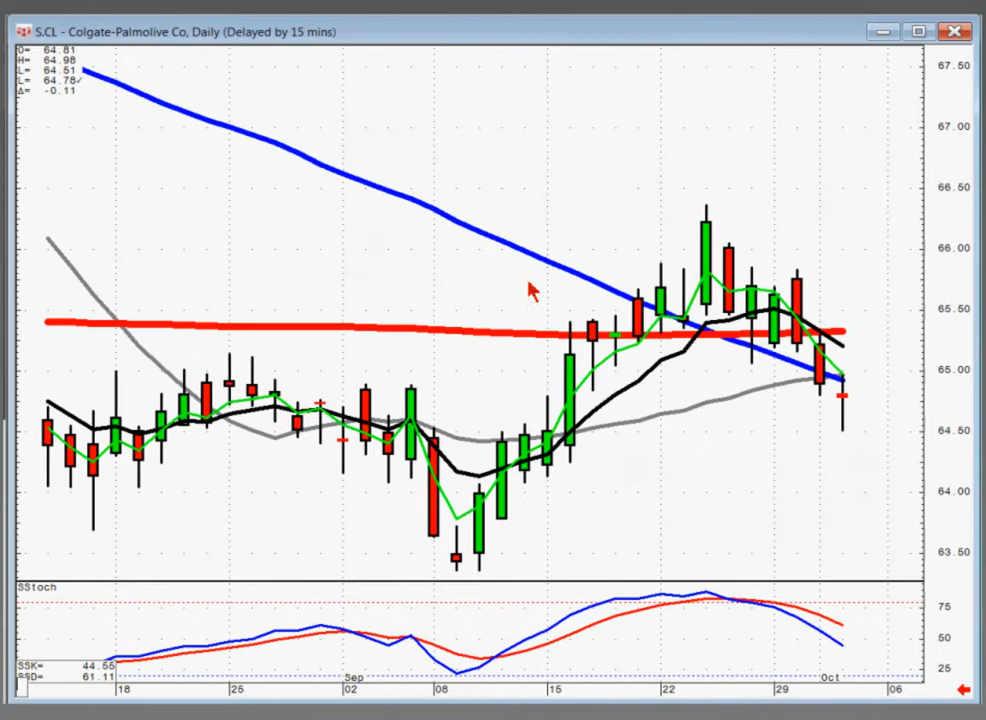 S.CL - Colgate-Palmolive Co, Daily (Delayed by 15 mins)
O= 64.81
H= 64.98
L= 64.51
L= 64.78✓
Δ= -0.11
67.50
67.00
66.50
66.00
65.50
65.00
64.50
64.00
63.50
SStoch
75
50
25
SSK= 44.55
SSD= 61.11
Sep
Oct
18
25
02
08
15
22
29
06